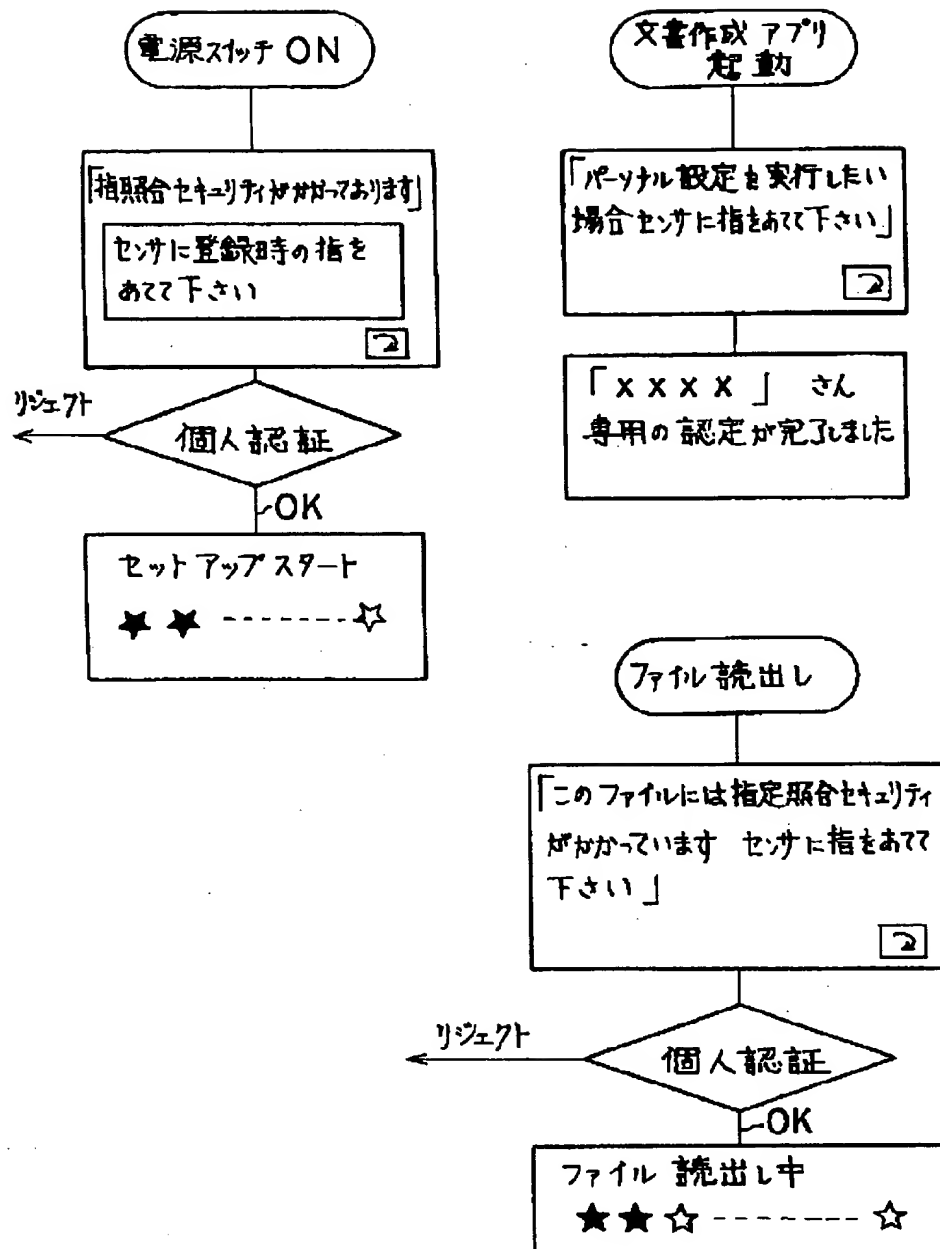 電源スイッチ ON
「指照合セキュリティがかかっております」
センサに登録時の指を
あてて下さい
リジェクト
個人認証
OK
セットアップスタート
★ ★ ------- ☆
文書作成 アプリ
起動
「パーソナル設定を実行したい
場合センサに指をあてて下さい」
「××××」 さん
専用の認定が完了しました
ファイル読出し
「このファイルには指定照合セキュリティ
がかかっています センサに指をあてて
下さい」
リジェクト
個人認証
OK
ファイル 読出し中
★ ★ ☆ -------- ☆